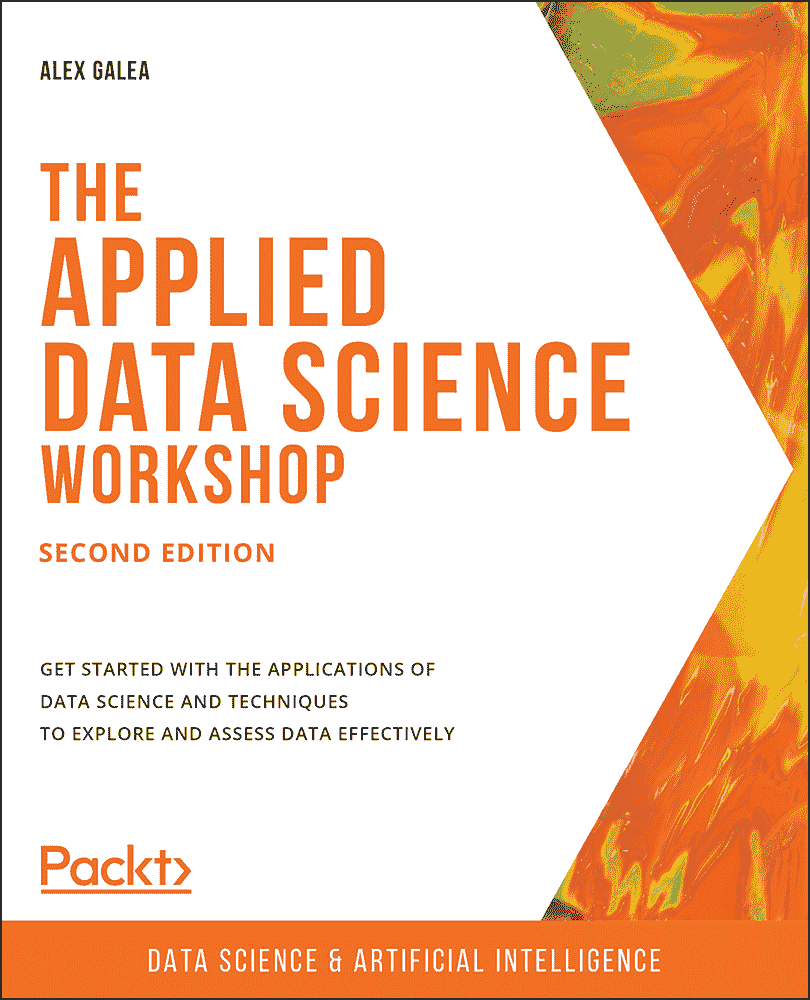 ALEX GALEA
THE
APPLIED
DATA SCIENCE
WORKSHOP
SECOND EDITION
GET STARTED WITH THE APPLICATIONS OF
DATA SCIENCE AND TECHNIQUES
TO EXPLORE AND ASSESS DATA EFFECTIVELY
Packt>
DATA SCIENCE & ARTIFICIAL INTELLIGENCE